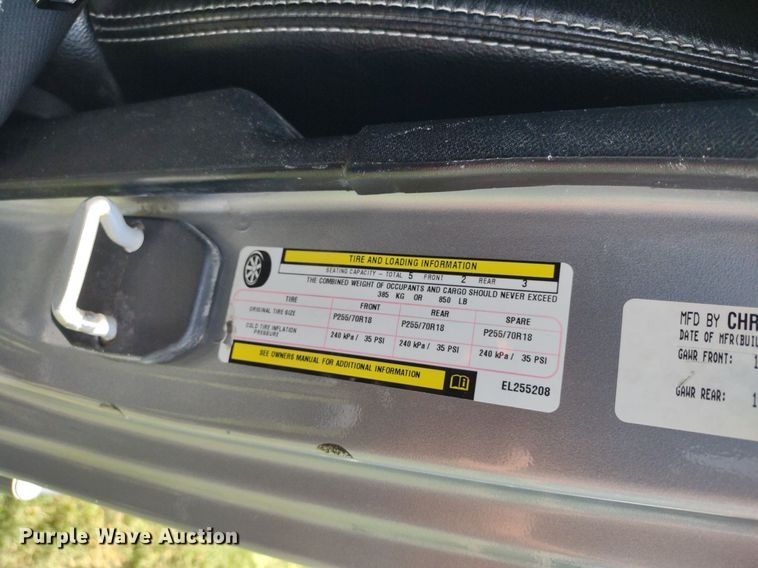 TIRE AND LOADING INFORMATION
SEATING CAPACITY - TOTAL 5 FRONT 2 REAR 3
THE COMBINED WEIGHT OF OCCUPANTS AND CARGO SHOULD NEVER EXCEED
385 KG OR 850 LB
TIRE FRONT REAR SPARE
ORIGINAL TIRE SIZE P255/70R18 P255/70R18 P255/70R18
COLD TIRE INFLATION PRESSURE 240 kPa / 35 PSI 240 kPa / 35 PSI 240 kPa / 35 PSI
SEE OWNERS MANUAL FOR ADDITIONAL INFORMATION
EL255208
MFD BY CHR
DATE OF MFR(BUIL
GAWR FRONT: 1
GAWR REAR: 1
Purple Wave Auction